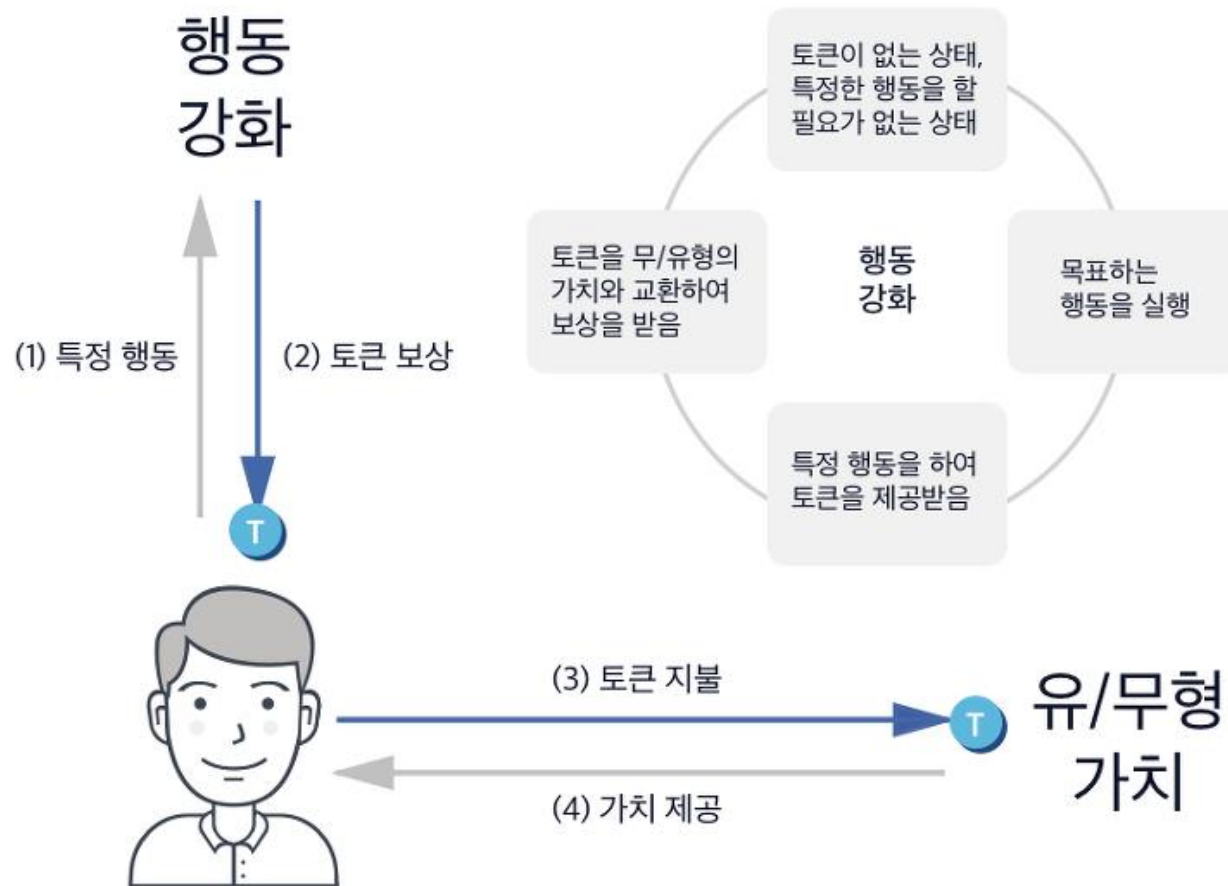 행동
강화
(1) 특정 행동
(2) 토큰 보상
T
토큰이 없는 상태,
특정한 행동을 할
필요가 없는 상태
토큰을 무/유형의
가치와 교환하여
보상을 받음
행동
강화
목표하는
행동을 실행
특정 행동을 하여
토큰을 제공받음
(3) 토큰 지불
T
유/무형
가치
(4) 가치 제공